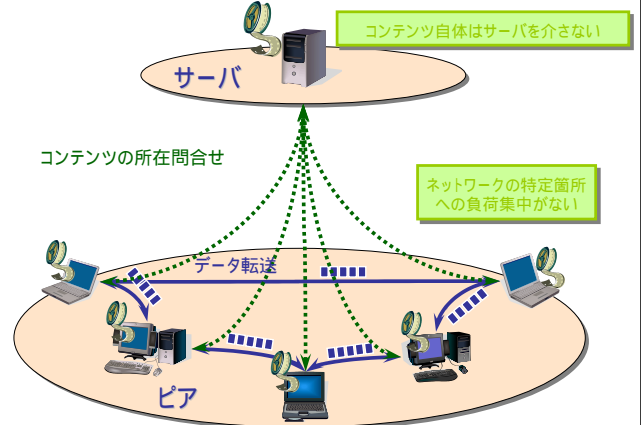 コンテンツ自体はサーバを介さない
サーバ
コンテンツの所在問合せ
ネットワークの特定箇所
への負荷集中がない
データ転送
ピア